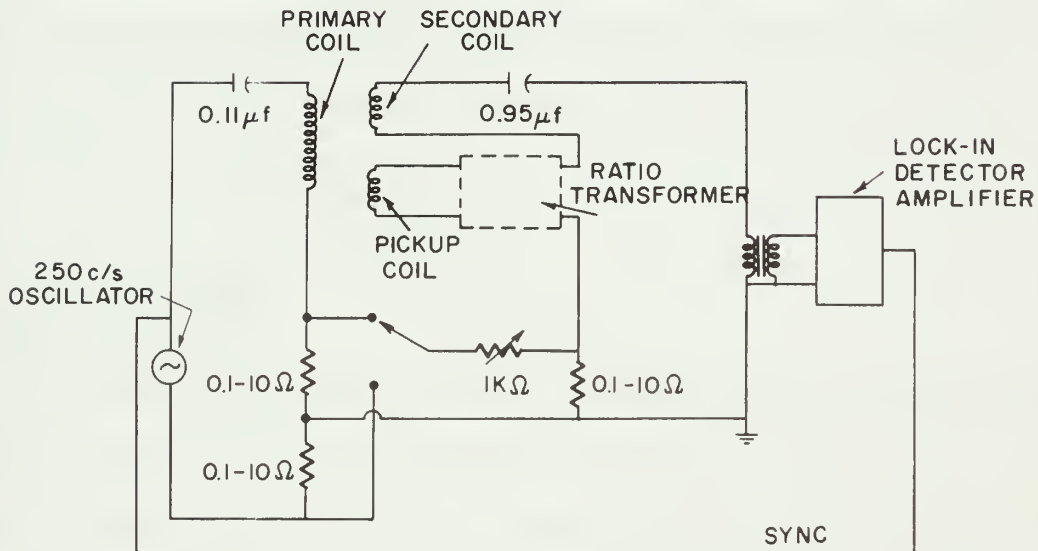 PRIMARY
COIL
SECONDARY
COIL
0.11μf
0.95μf
LOCK-IN
DETECTOR
AMPLIFIER
RATIO
TRANSFORMER
PICKUP
COIL
250 c/s
OSCILLATOR
0.1-10Ω
1KΩ
0.1-10Ω
0.1-10Ω
SYNC